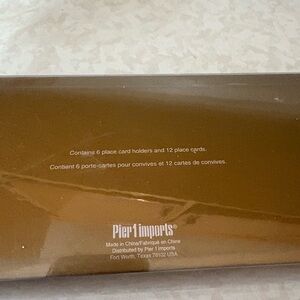 Contains 6 place card holders and 12 place cards.
Contient 6 porte-cartes pour convives et 12 cartes de convives.
Pier 1 imports®
Made in China/Fabriqué en Chine
Distributed by Pier 1 imports
Fort Worth, Texas 76102 USA